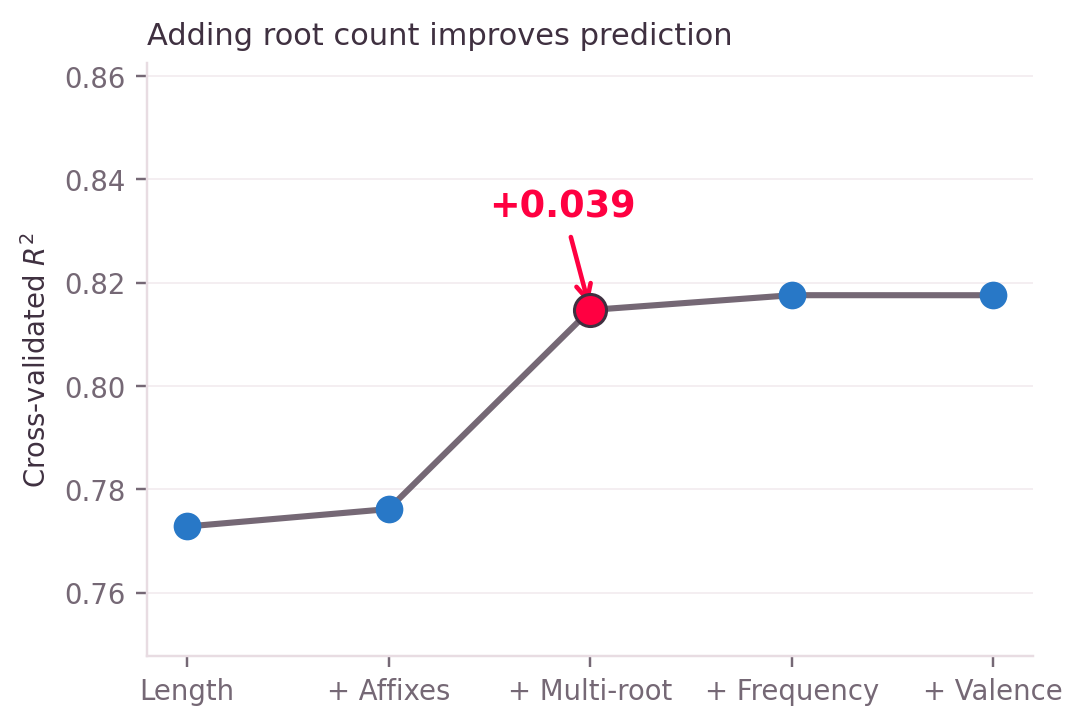 Adding root count improves prediction
0.86
0.84
+0.039
0.82
0.80
0.78
0.76
Cross-validated R²
Length
+ Affixes
+ Multi-root
+ Frequency
+ Valence